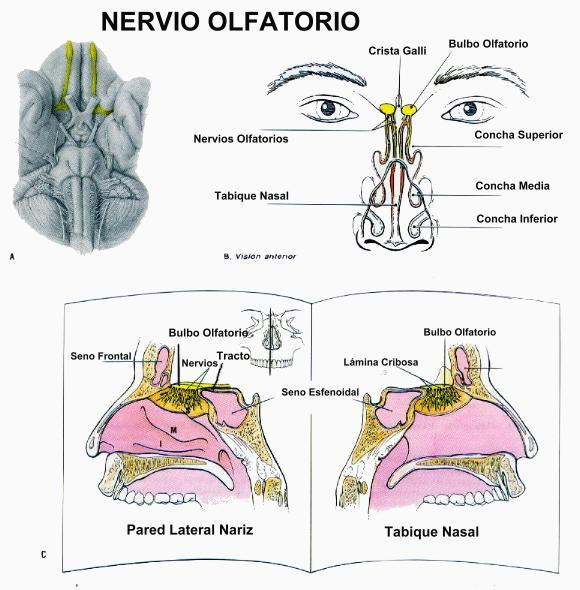 NERVIO OLFATORIO
Crista Galli
Bulbo Olfatorio
Nervios Olfatorios
Concha Superior
Tabique Nasal
Concha Media
Concha Inferior
A
B. Visión anterior
Bulbo Olfatorio
Seno Frontal
Nervios
Tracto
Seno Esfenoidal
Bulbo Olfatorio
Lámina Cribosa
M
I
Pared Lateral Nariz
Tabique Nasal
C